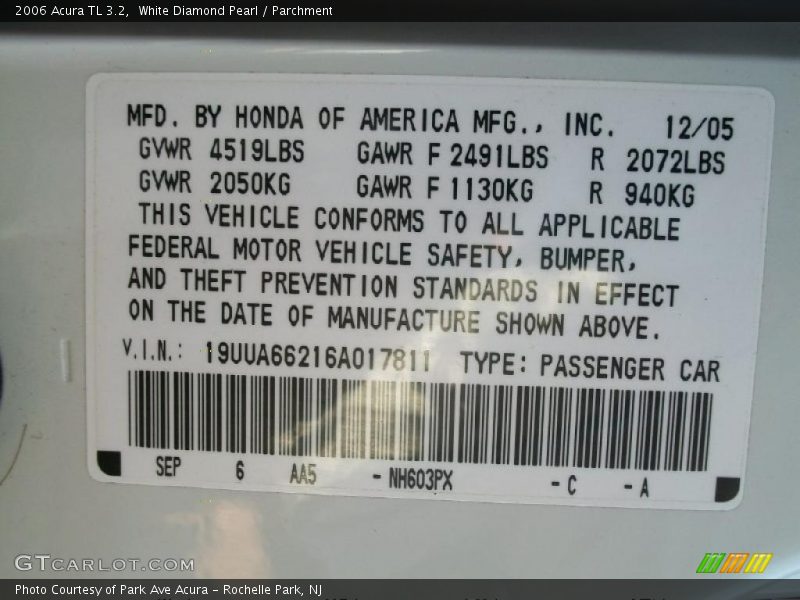 2006 Acura TL 3.2,  White Diamond Pearl / Parchment
MFD. BY HONDA OF AMERICA MFG., INC. 12/05
GVWR 4519LBS GAWR F 2491LBS R 2072LBS
GVWR 2050KG GAWR F 1130KG R 940KG
THIS VEHICLE CONFORMS TO ALL APPLICABLE
FEDERAL MOTOR VEHICLE SAFETY, BUMPER,
AND THEFT PREVENTION STANDARDS IN EFFECT
ON THE DATE OF MANUFACTURE SHOWN ABOVE.
V.I.N.: 19UUA66216A017811 TYPE: PASSENGER CAR
SEP 6 AA5 - NH603PX - C - A
GTCARLOT.COM
Photo Courtesy of Park Ave Acura - Rochelle Park, NJ